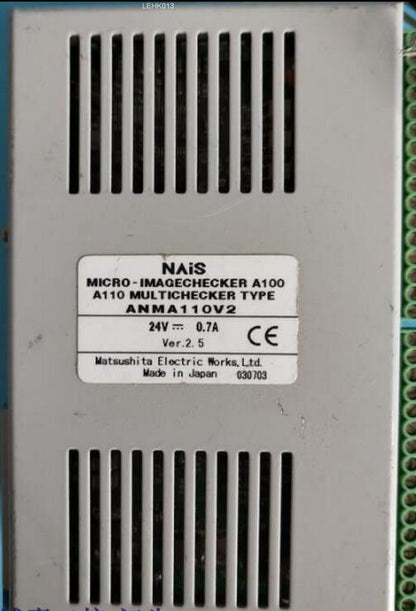 LEHK013
NAiS
MICRO-IMAGECHECKER A100
A110 MULTICHECKER TYPE
ANMA110V2
24V ⎓ 0.7A
Ver.2.5
CE
Matsushita Electric Works,Ltd.
Made in Japan 030703